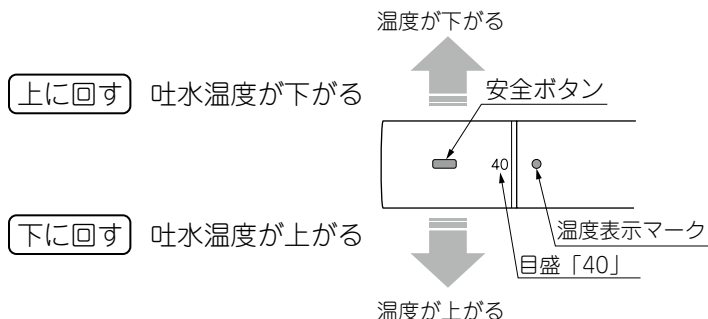 温度が下がる
上に回す 吐水温度が下がる
安全ボタン
40
下に回す 吐水温度が上がる
温度表示マーク
目盛「40」
温度が上がる